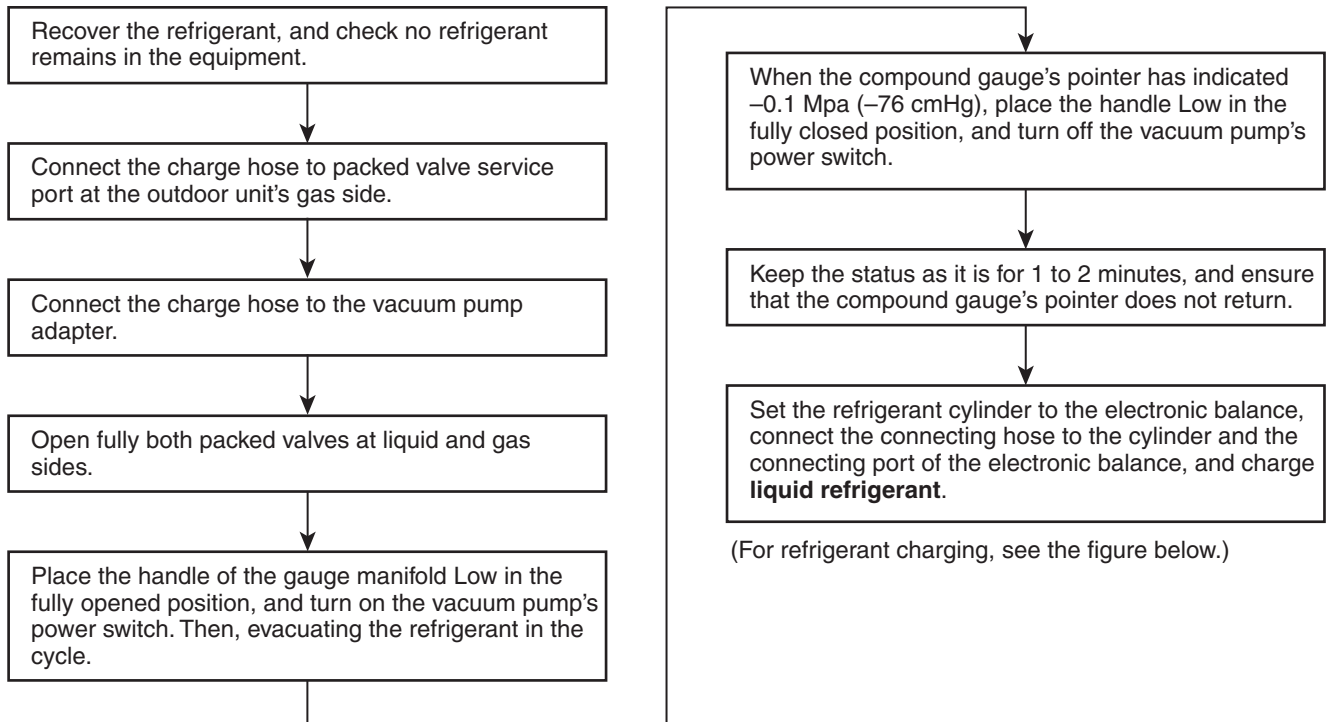 Recover the refrigerant, and check no refrigerant
remains in the equipment.
Connect the charge hose to packed valve service
port at the outdoor unit's gas side.
Connect the charge hose to the vacuum pump
adapter.
Open fully both packed valves at liquid and gas
sides.
Place the handle of the gauge manifold Low in the
fully opened position, and turn on the vacuum pump's
power switch. Then, evacuating the refrigerant in the
cycle.
When the compound gauge's pointer has indicated
–0.1 Mpa (–76 cmHg), place the handle Low in the
fully closed position, and turn off the vacuum pump's
power switch.
Keep the status as it is for 1 to 2 minutes, and ensure
that the compound gauge's pointer does not return.
Set the refrigerant cylinder to the electronic balance,
connect the connecting hose to the cylinder and the
connecting port of the electronic balance, and charge
liquid refrigerant.
(For refrigerant charging, see the figure below.)